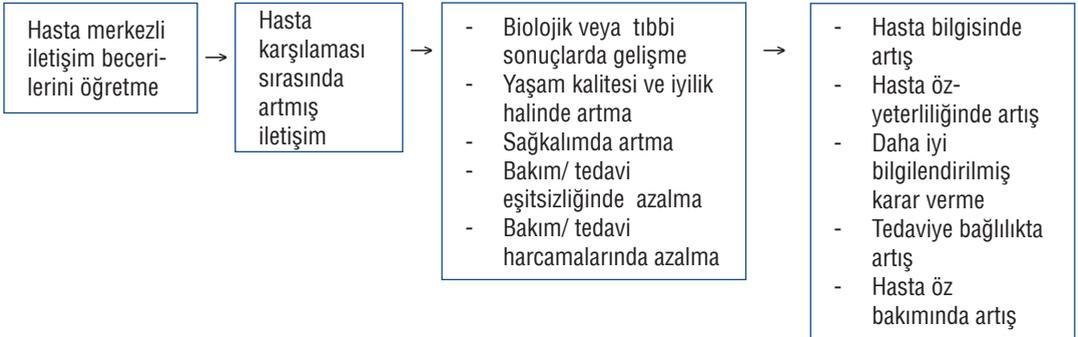 Hasta merkezli
iletişim beceri-
lerini öğretme
→
Hasta
karşılaması
sırasında
artmış
iletişim
→
- Biolojik veya tıbbi
sonuçlarda gelişme
- Yaşam kalitesi ve iyilik
halinde artma
- Sağkalımda artma
- Bakım/ tedavi
eşitsizliğinde azalma
- Bakım/ tedavi
harcamalarında azalma
→
- Hasta bilgisinde
artış
- Hasta öz-
yeterliliğinde artış
- Daha iyi
bilgilendirilmiş
karar verme
- Tedaviye bağlılıkta
artış
- Hasta öz
bakımında artış